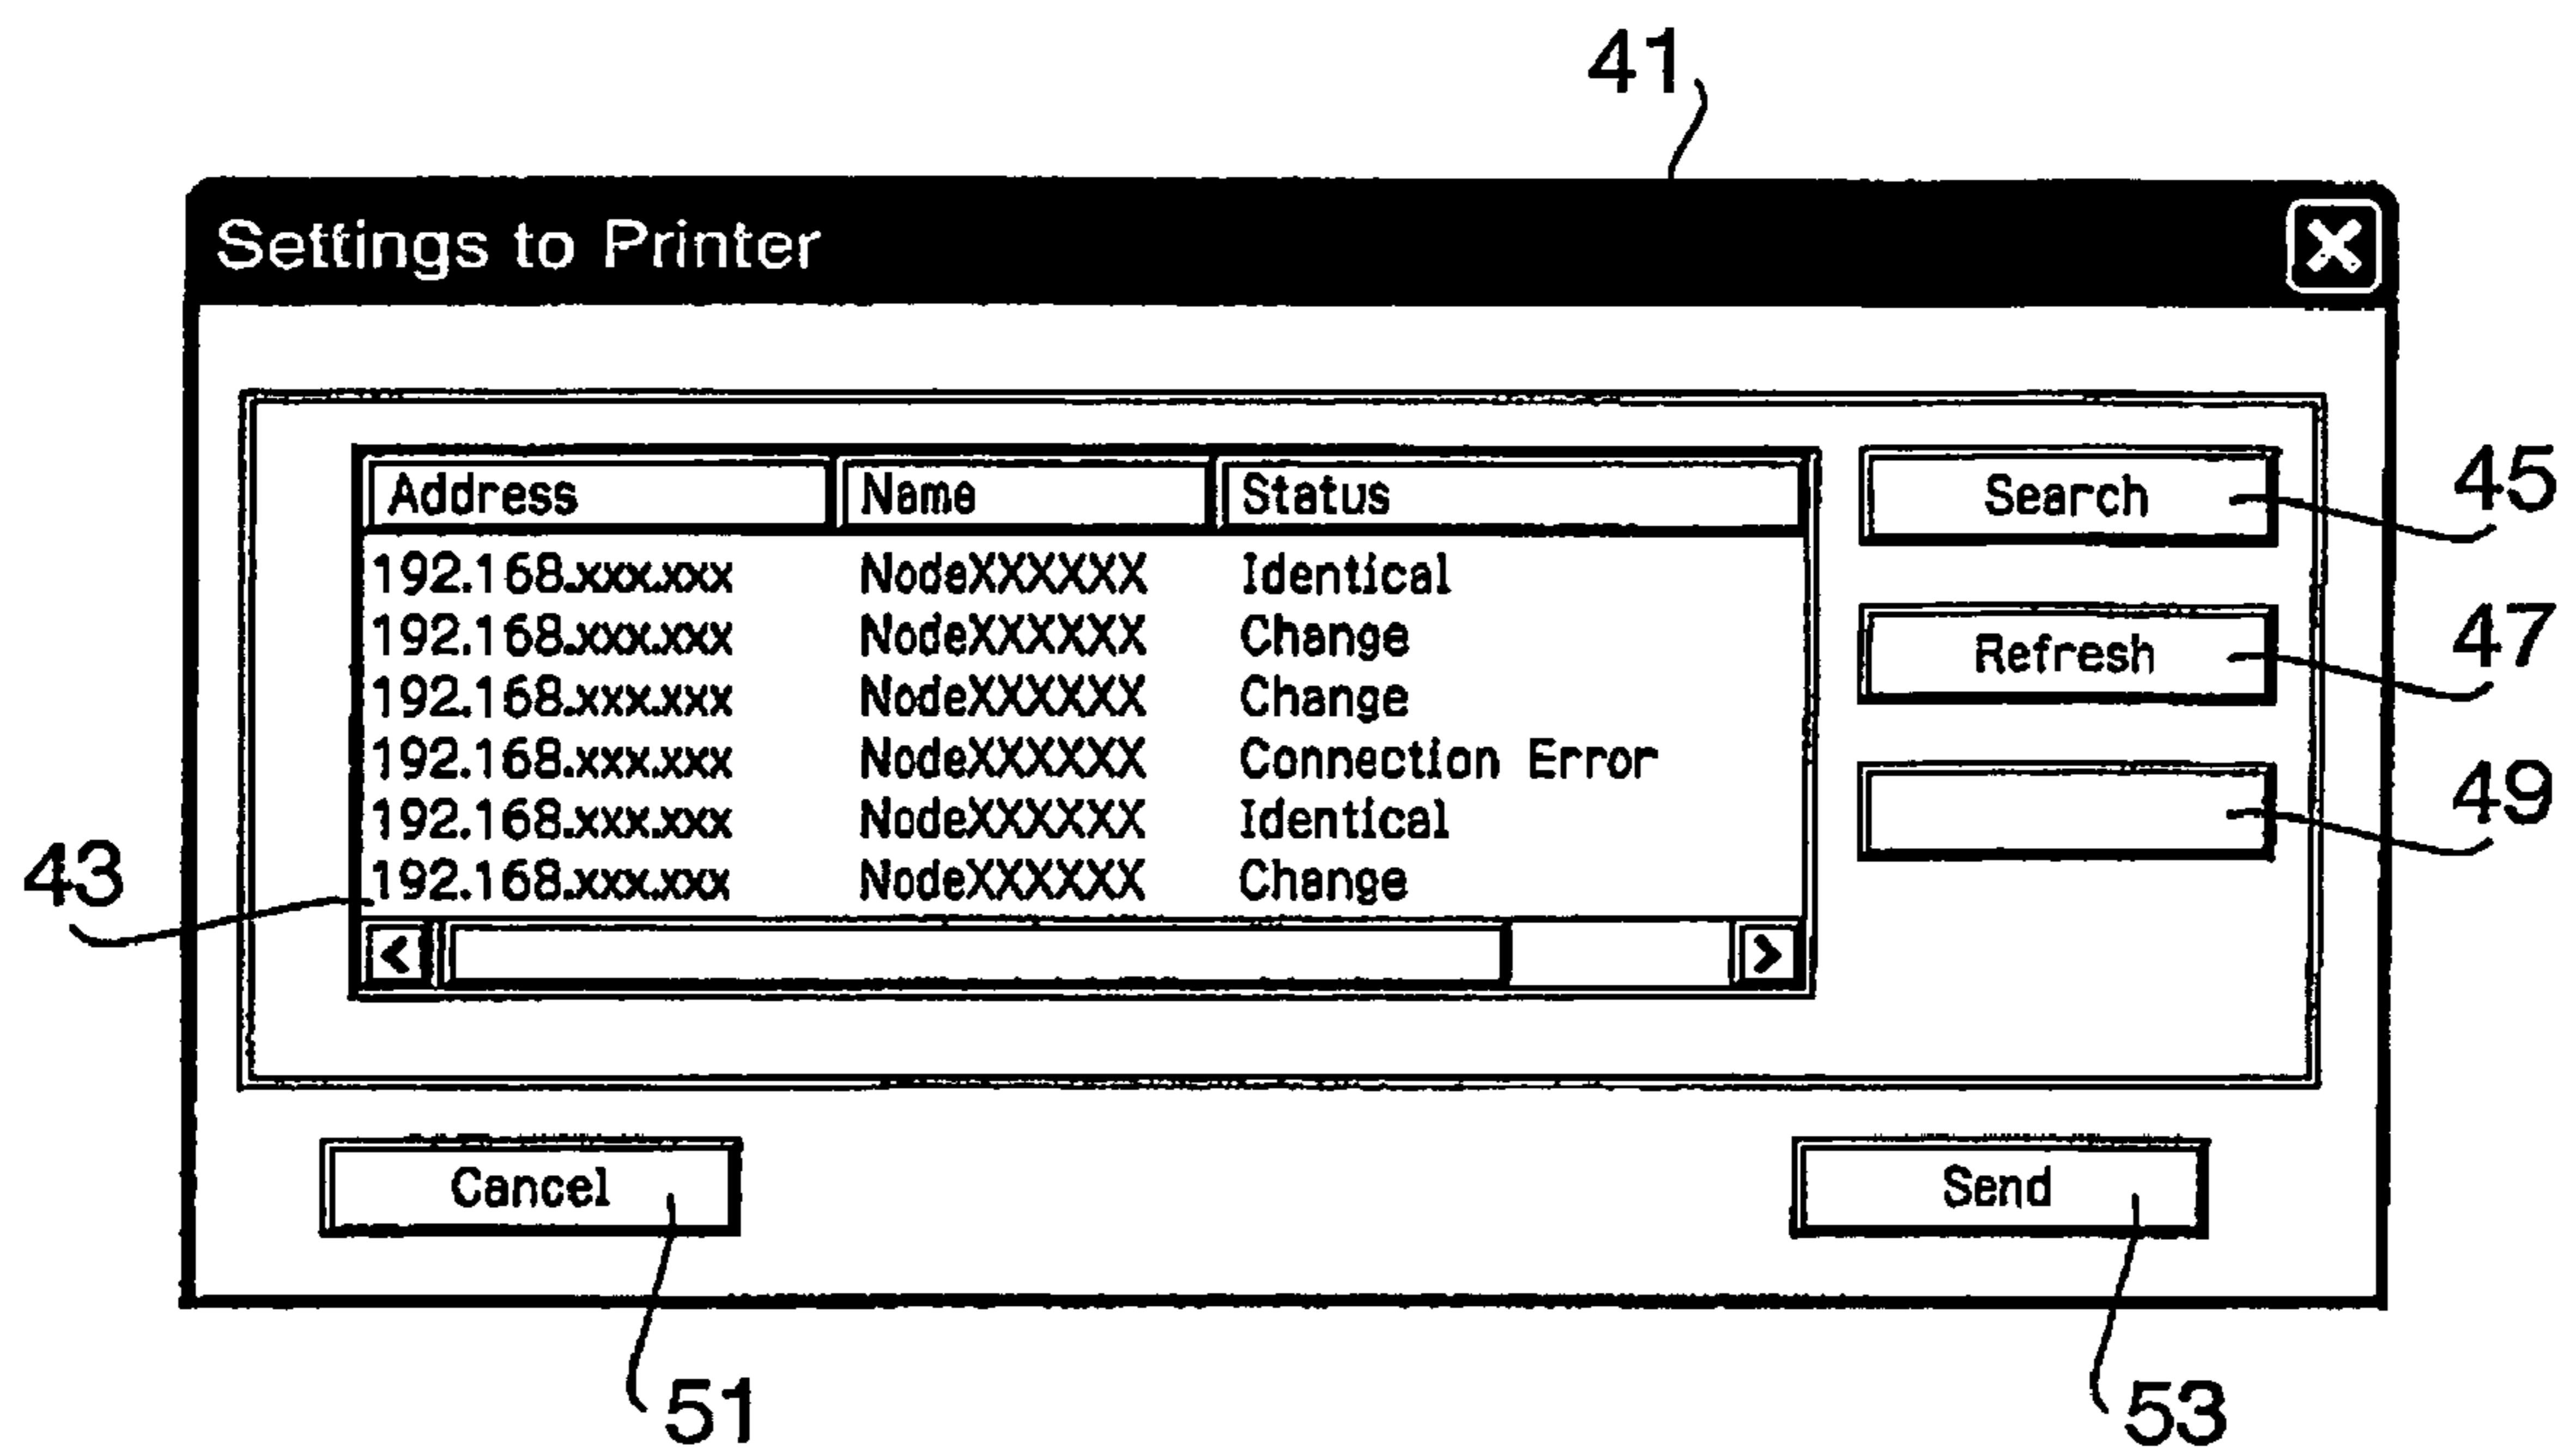 41
Settings to Printer
Address Name Status
192.168.xxx.xxx NodeXXXXXX Identical
192.168.xxx.xxx NodeXXXXXX Change
192.168.xxx.xxx NodeXXXXXX Change
192.168.xxx.xxx NodeXXXXXX Connection Error
192.168.xxx.xxx NodeXXXXXX Identical
192.168.xxx.xxx NodeXXXXXX Change
Search
45
Refresh
47
49
43
Cancel
Send
51
53